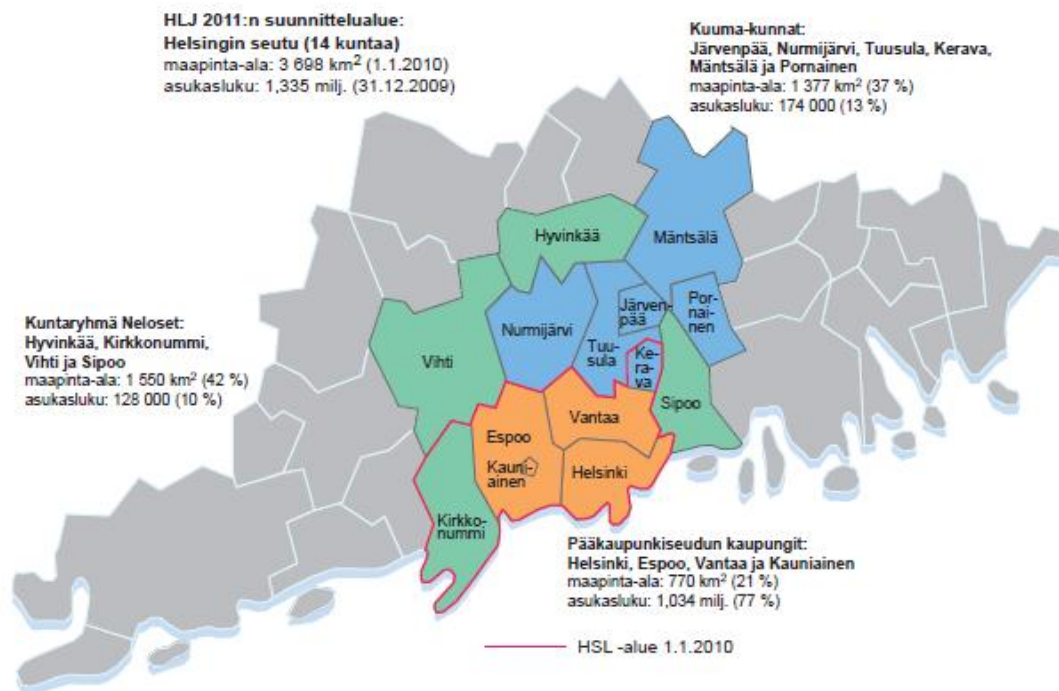 HLJ 2011:n suunnittelualue:
Helsingin seutu (14 kuntaa)
maapinta-ala: 3 698 km² (1.1.2010)
asukasluku: 1,335 milj. (31.12.2009)
Kuuma-kunnat:
Järvenpää, Nurmijärvi, Tuusula, Kerava,
Mäntsälä ja Pornainen
maapinta-ala: 1 377 km² (37 %)
asukasluku: 174 000 (13 %)
Hyvinkää
Mäntsälä
Kuntaryhmä Neloset:
Hyvinkää, Kirkkonummi,
Vihti ja Sipoo
maapinta-ala: 1 550 km² (42 %)
asukasluku: 128 000 (10 %)
Nurmijärvi
Järven-
pää
Por-
nai-
nen
Vihti
Tuu-
sula
Ke-
ra-
va
Sipoo
Espoo
Vantaa
Kauni-
ainen
Helsinki
Kirkko-
nummi
Pääkaupunkiseudun kaupungit:
Helsinki, Espoo, Vantaa ja Kauniainen
maapinta-ala: 770 km² (21 %)
asukasluku: 1,034 milj. (77 %)
HSL -alue 1.1.2010